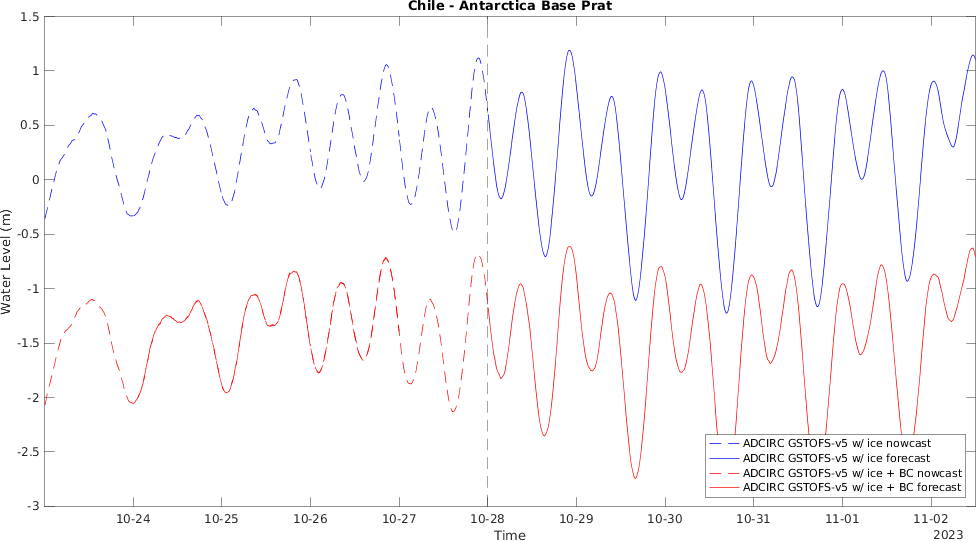 Chile - Antarctica Base Prat
1.5
1
0.5
0
-0.5
-1
-1.5
-2
-2.5
-3
Water Level (m)
10-24 10-25 10-26 10-27 10-28 10-29 10-30 10-31 11-01 11-02
Time
2023
ADCIRC GSTOFS-v5 w/ ice nowcast
ADCIRC GSTOFS-v5 w/ ice forecast
ADCIRC GSTOFS-v5 w/ ice + BC nowcast
ADCIRC GSTOFS-v5 w/ ice + BC forecast